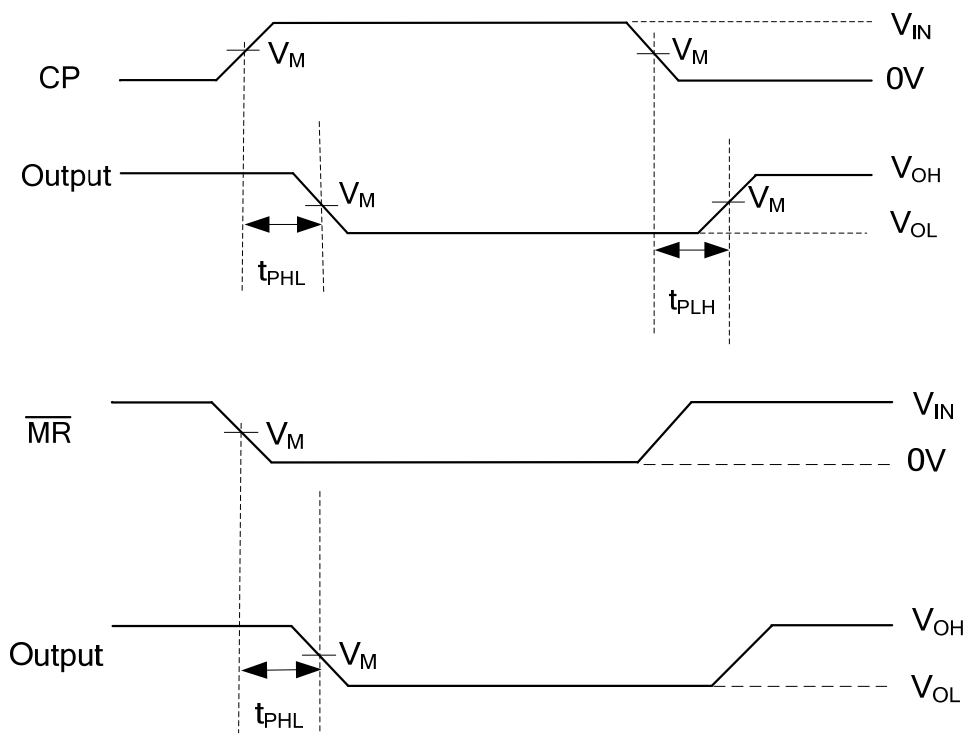 V_IN
V_M
V_M
CP
0V
Output
V_OH
V_M
V_M
V_OL
t_PHL
t_PLH
V_IN
M̅R̅
V_M
0V
V_OH
Output
V_M
V_OL
t_PHL